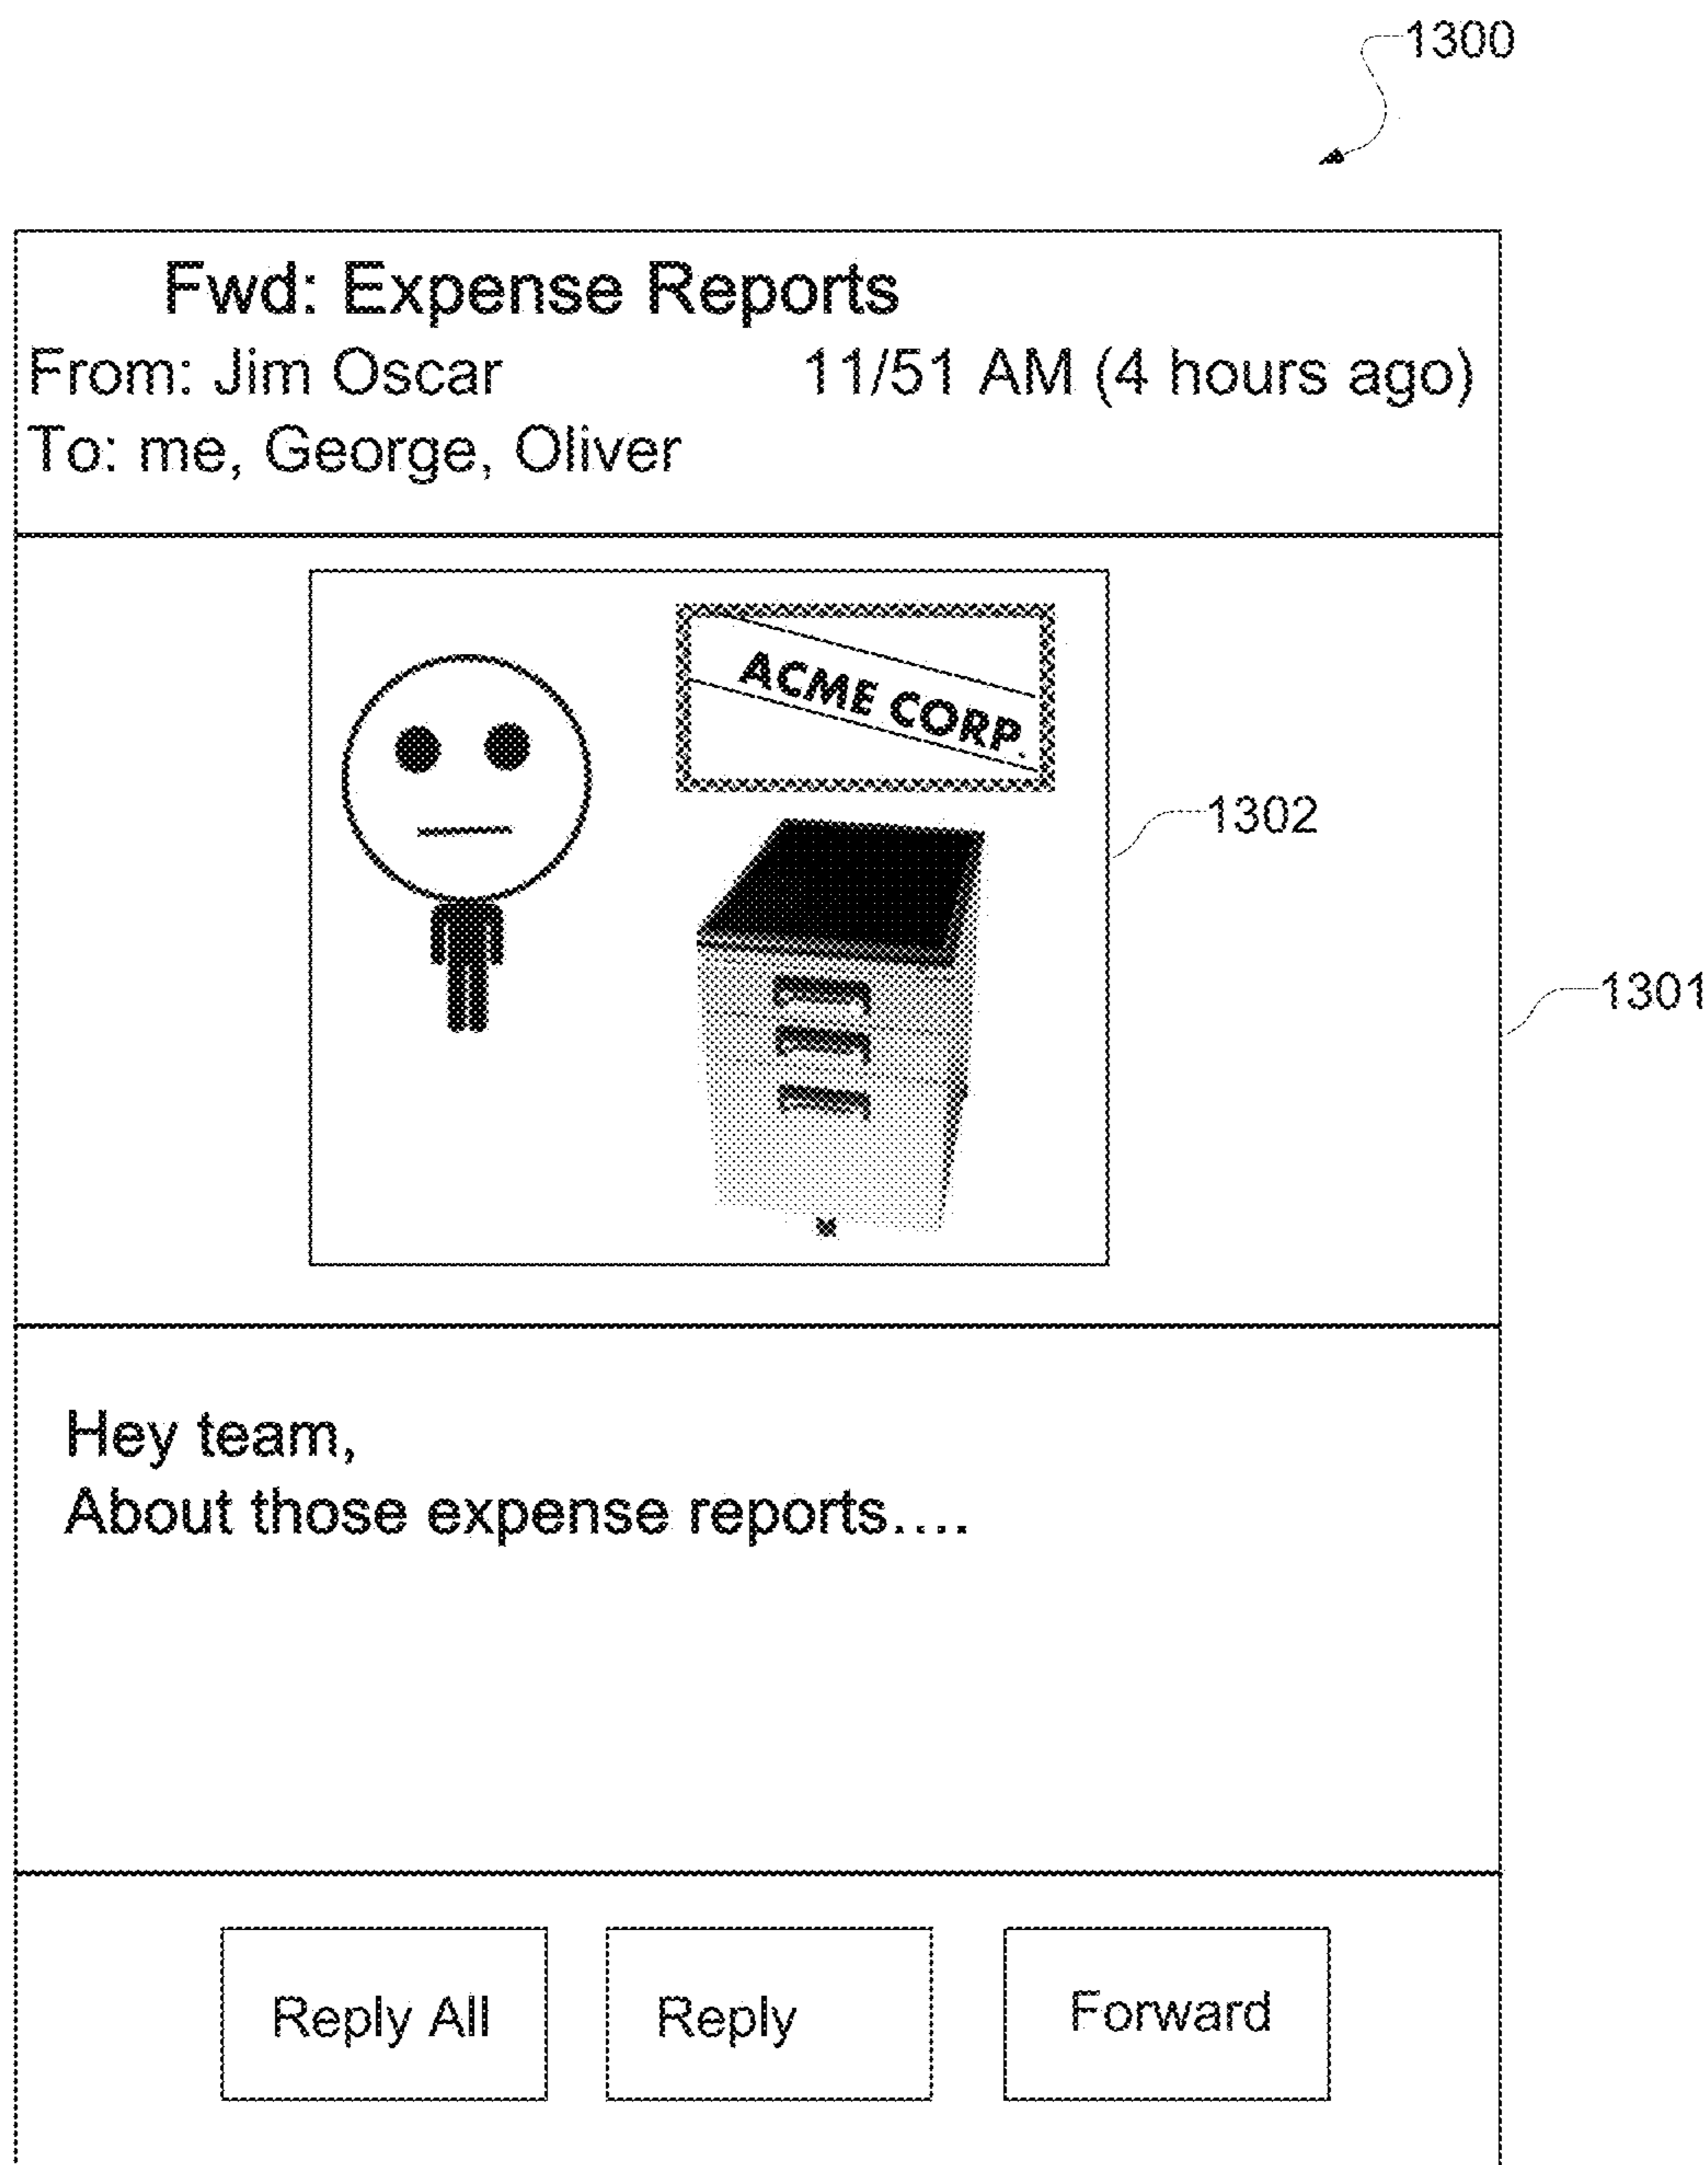 1300
Fwd: Expense Reports
From: Jim Oscar 11/51 AM (4 hours ago)
To: me, George, Oliver
ACME CORP.
1302
1301
Hey team,
About those expense reports....
Reply All Reply Forward